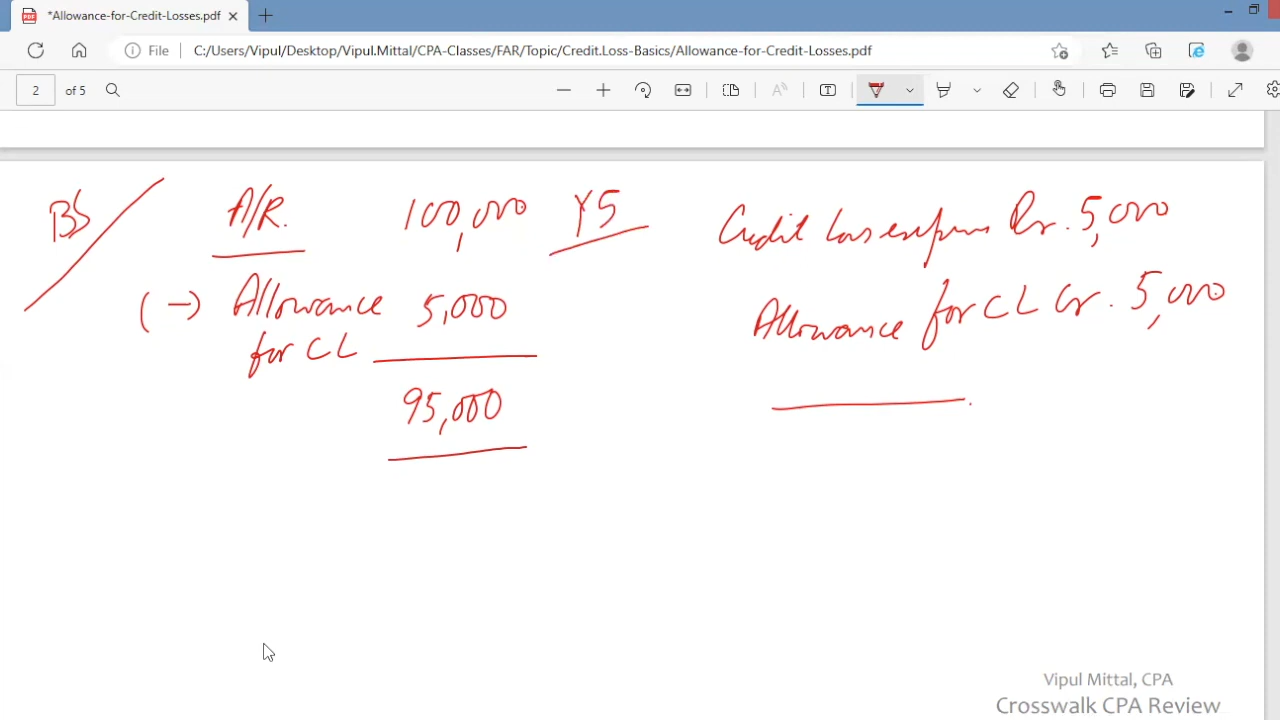 *Allowance-for-Credit-Losses.pdf
File C:/Users/Vipul/Desktop/Vipul.Mittal/CPA-Classes/FAR/Topic/Credit.Loss-Basics/Allowance-for-Credit-Losses.pdf
2 of 5
BS A/R. 100,000 Y5 Credit Loss expense Dr. 5,000
(-) Allowance 5,000 Allowance for CL Cr. 5,000
for CL
95,000
Vipul Mittal, CPA
Crosswalk CPA Review